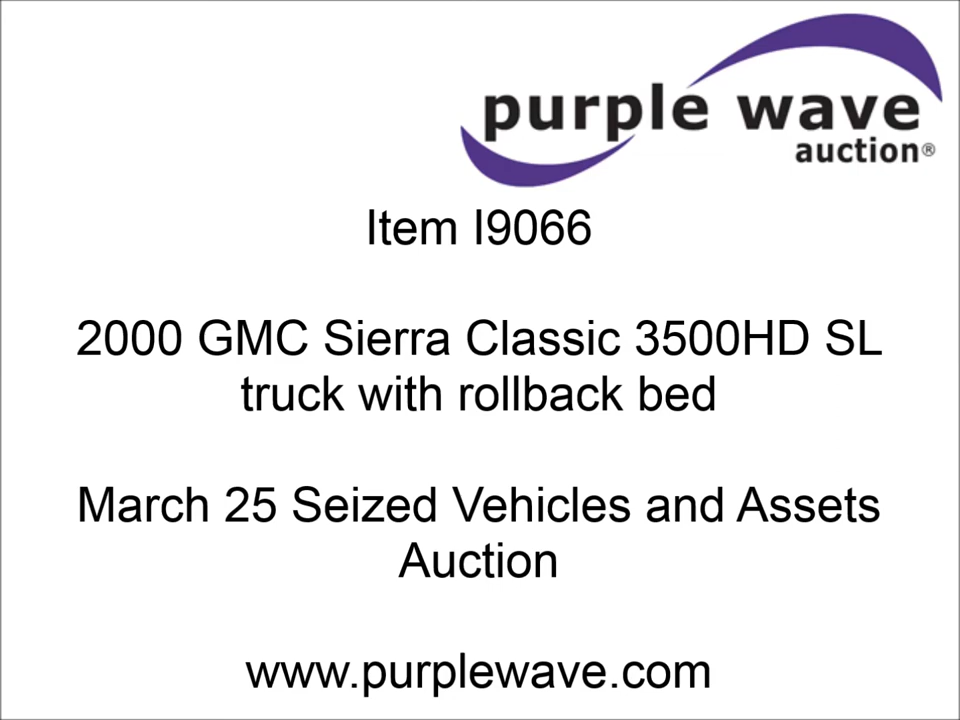 purple wave
auction®
Item I9066
2000 GMC Sierra Classic 3500HD SL
truck with rollback bed
March 25 Seized Vehicles and Assets
Auction
www.purplewave.com